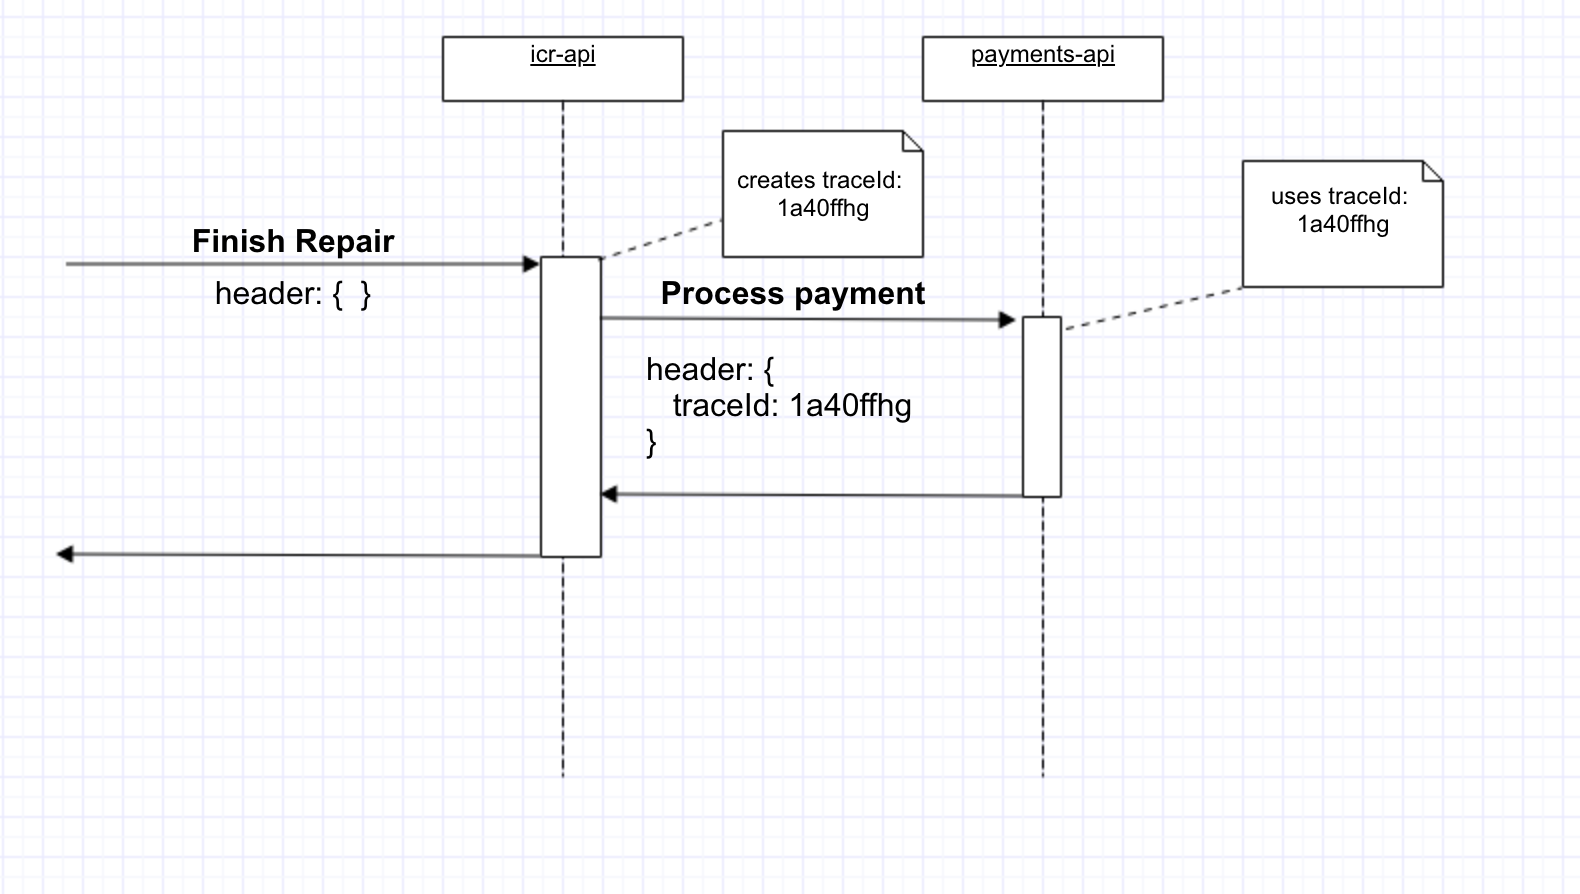 icr-api
payments-api
creates traceId:
1a40ffhg
uses traceId:
1a40ffhg
Finish Repair
header: {  }
Process payment
header: {
traceId: 1a40ffhg
}